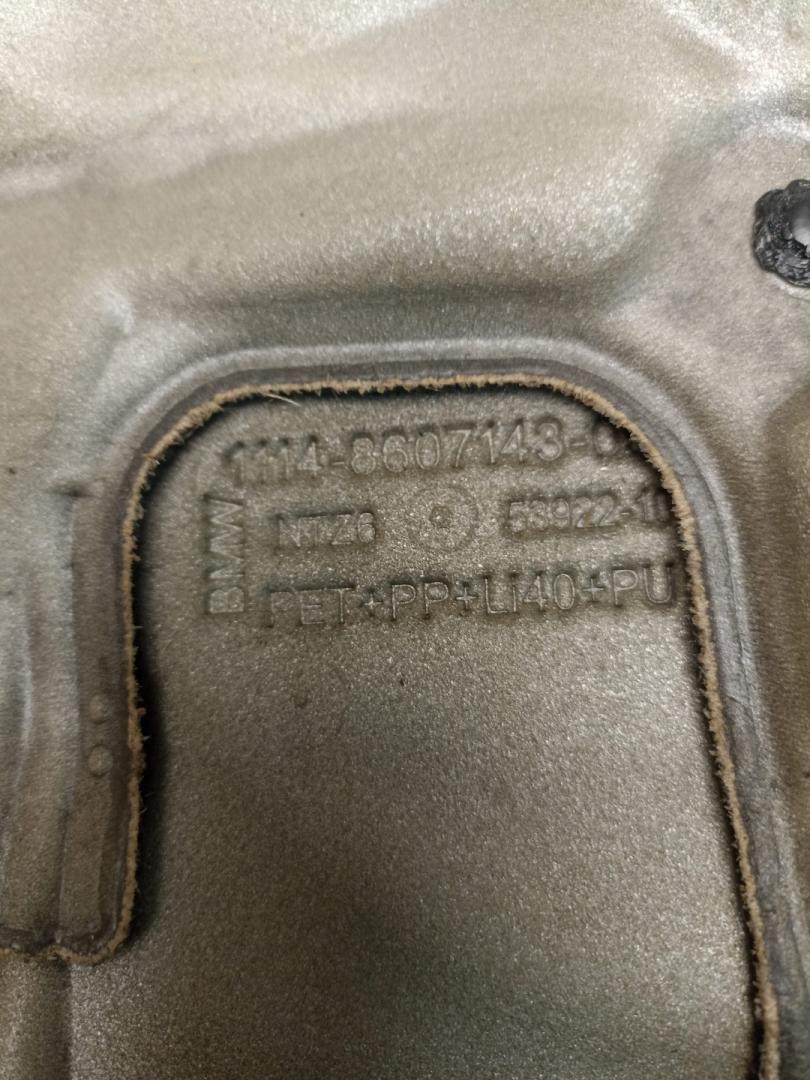 1114-8607143-0
BMW
NTZ6 53922-1
PET+PP+LI40+PU